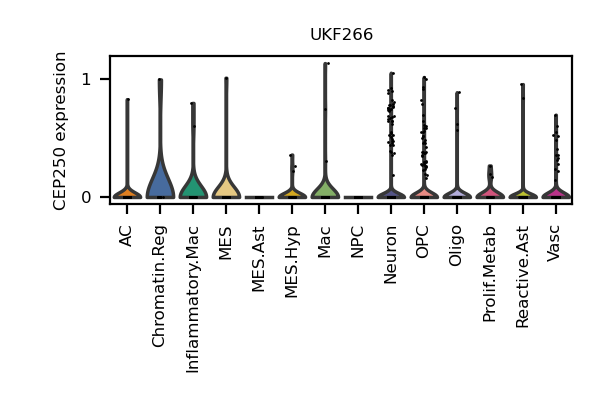 UKF266
CEP250 expression
1
0
AC
Chromatin.Reg
Inflammatory.Mac
MES
MES.Ast
MES.Hyp
Mac
NPC
Neuron
OPC
Oligo
Prolif.Metab
Reactive.Ast
Vasc